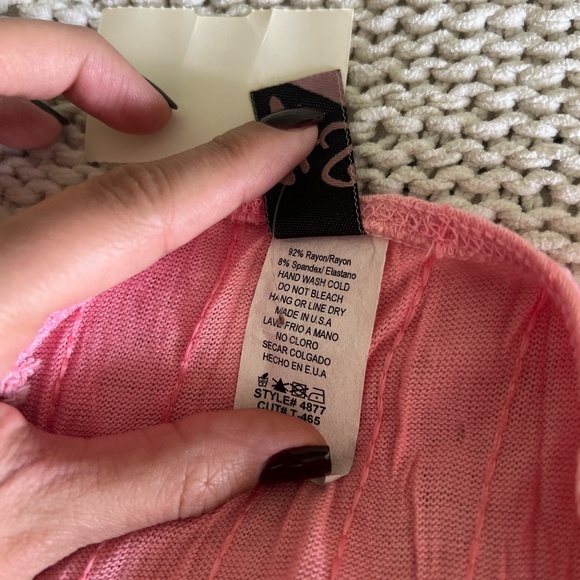 92% Rayon/Rayon
8% Spandex/ Elastano
HAND WASH COLD
DO NOT BLEACH
HANG OR LINE DRY
MADE IN U.S.A
LAVE FRIO A MANO
NO CLORO
SECAR COLGADO
HECHO EN E.U.A
STYLE# 4877
CUT# T-465